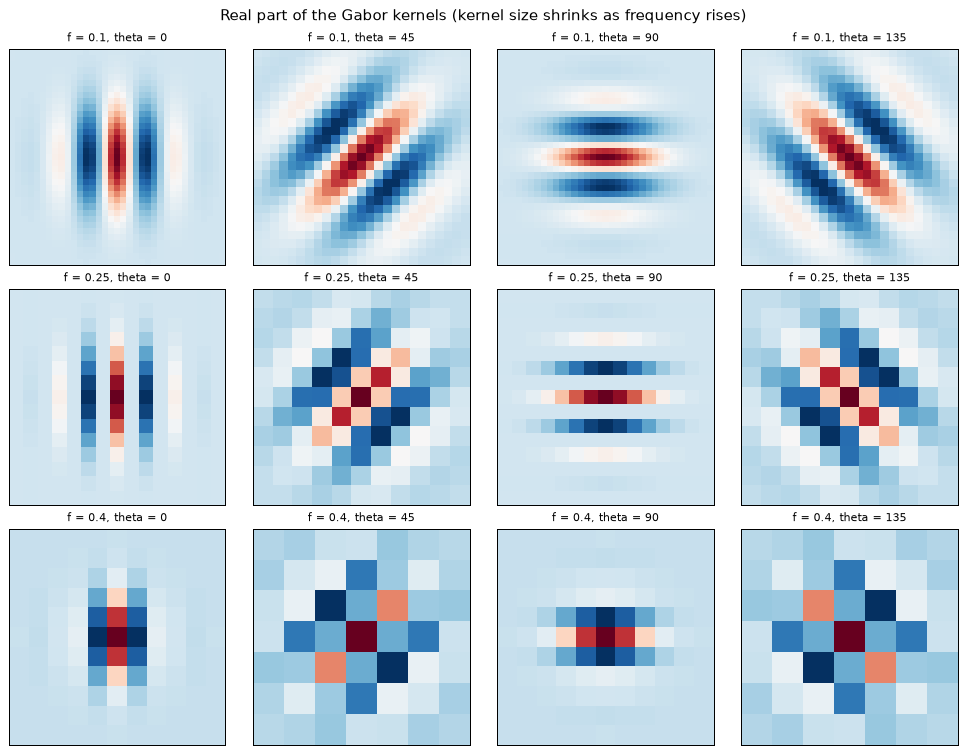 Real part of the Gabor kernels (kernel size shrinks as frequency rises)
f = 0.1, theta = 0
f = 0.1, theta = 45
f = 0.1, theta = 90
f = 0.1, theta = 135
f = 0.25, theta = 0
f = 0.25, theta = 45
f = 0.25, theta = 90
f = 0.25, theta = 135
f = 0.4, theta = 0
f = 0.4, theta = 45
f = 0.4, theta = 90
f = 0.4, theta = 135